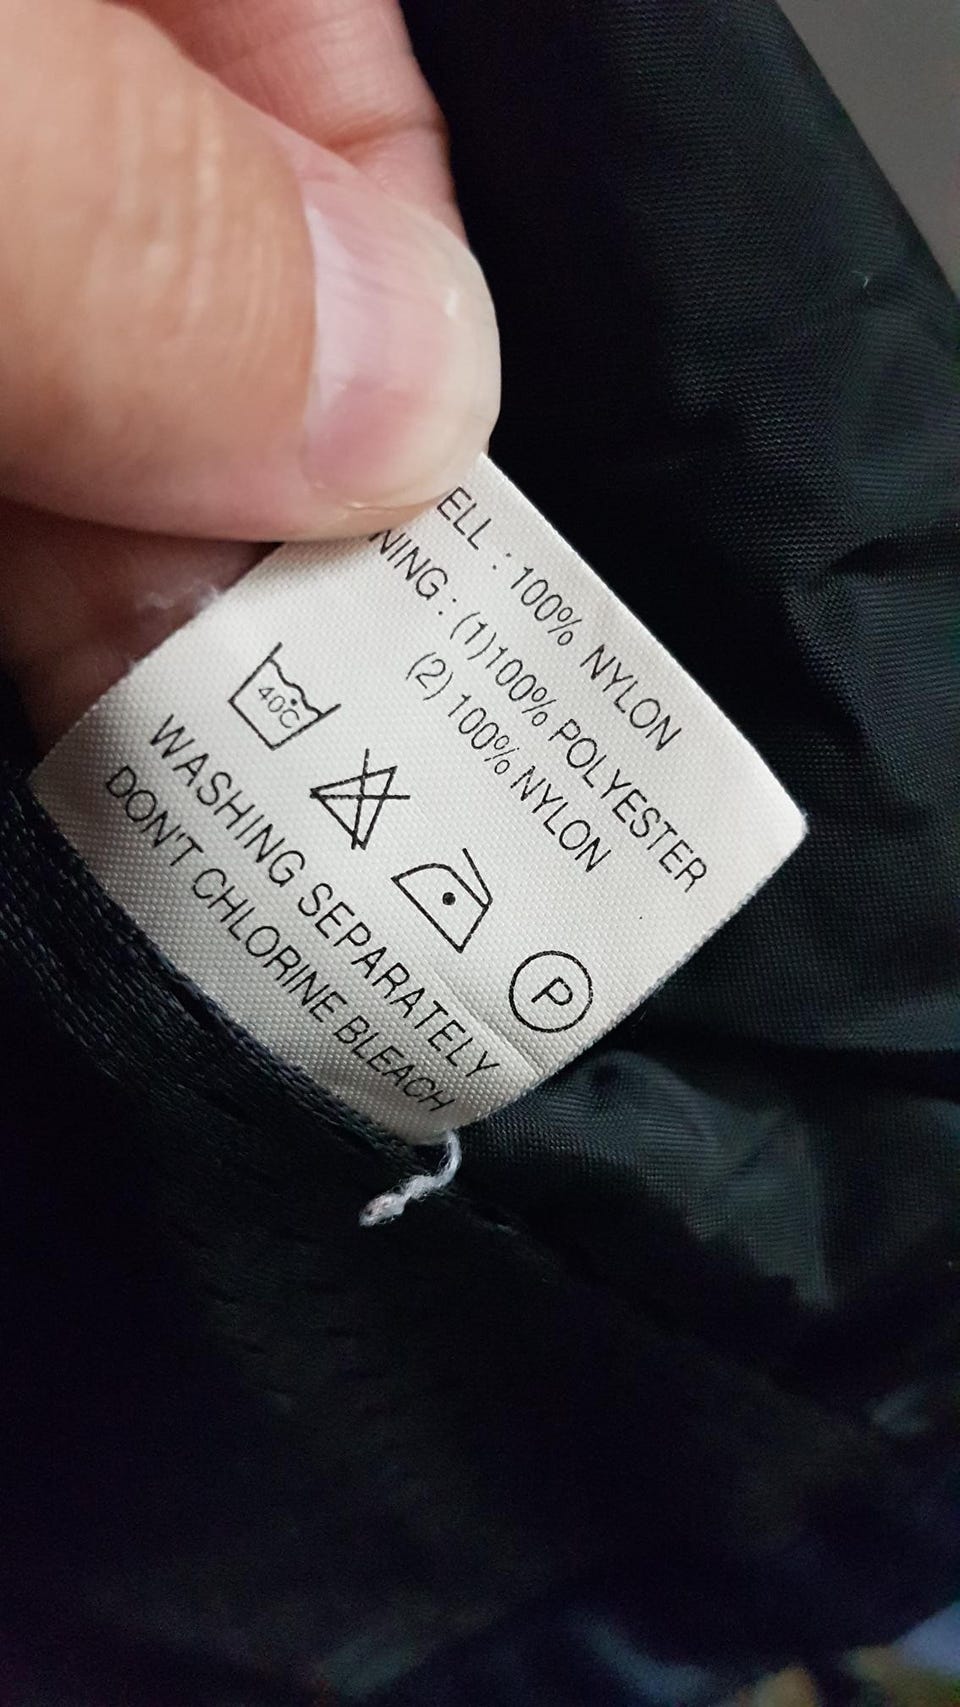 ELL : 100% NYLON
NING : (1)100% POLYESTER
(2) 100% NYLON
40°C
P
WASHING SEPARATELY
DON'T CHLORINE BLEACH